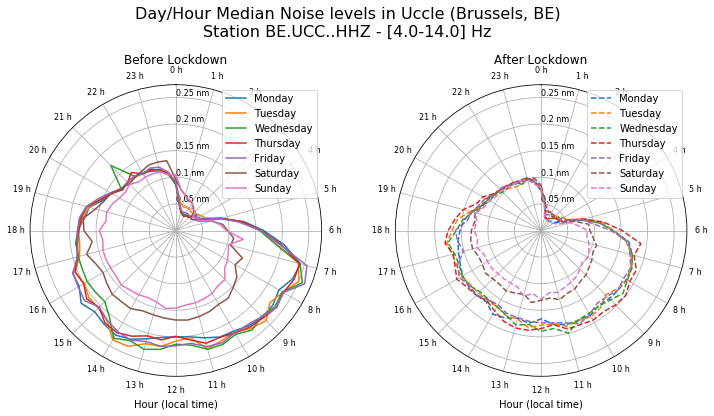 Day/Hour Median Noise levels in Uccle (Brussels, BE)
Station BE.UCC..HHZ - [4.0-14.0] Hz
Before Lockdown
0 h
1 h
6 h
7 h
8 h
9 h
10 h
11 h
12 h
13 h
14 h
15 h
16 h
17 h
18 h
19 h
20 h
21 h
22 h
23 h
0.25 nm
0.2 nm
0.15 nm
0.1 nm
0.05 nm
Monday
Tuesday
Wednesday
Thursday
Friday
Saturday
Sunday
Hour (local time)
After Lockdown
0 h
1 h
5 h
6 h
7 h
8 h
9 h
10 h
11 h
12 h
13 h
14 h
15 h
16 h
17 h
18 h
19 h
20 h
21 h
22 h
23 h
0.25 nm
0.2 nm
0.15 nm
0.1 nm
0.05 nm
Monday
Tuesday
Wednesday
Thursday
Friday
Saturday
Sunday
Hour (local time)